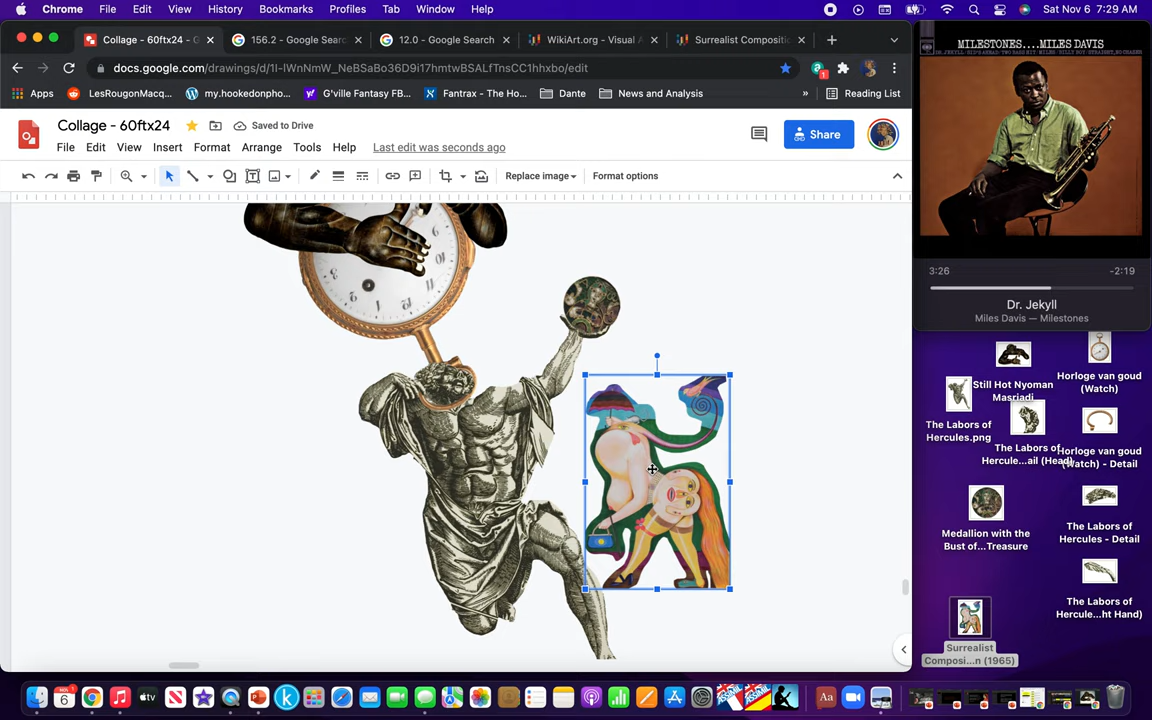 Chrome File Edit View History Bookmarks Profiles Tab Window Help Sat Nov 6 7:29 AM
Collage - 60ftx24 - G 156.2 - Google Searc 12.0 - Google Search WikiArt.org - Visual A Surrealist Compositic
docs.google.com/drawings/d/1I-IWnNmW_NeBSaBo36D9i17hmtwBSALfTnsCC1hhxbo/edit
1
Apps LesRougonMacq... my.hookedonpho... G'ville Fantasy FB... Fantrax - The Ho... Dante News and Analysis » Reading List
Collage - 60ftx24 Saved to Drive
File Edit View Insert Format Arrange Tools Help Last edit was seconds ago
Share
Replace image Format options
MILESTONES....MILES DAVIS
3:26 -2:19
Dr. Jekyll
Miles Davis — Milestones
Still Hot Nyoman Masriadi
Horloge van goud (Watch)
The Labors of Hercules.png
The Labors of Hercule...ail (Head)
Horloge van goud (Watch) - Detail
Medallion with the Bust of...Treasure
The Labors of Hercules - Detail
The Labors of Hercule...ht Hand)
Surrealist Composi...n (1965)
NOV 6
Aa